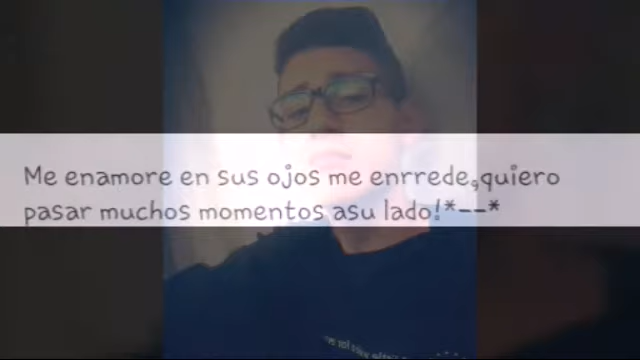 Me enamore en sus ojos me enrrede,quiero
pasar muchos momentos asu lado!*--*